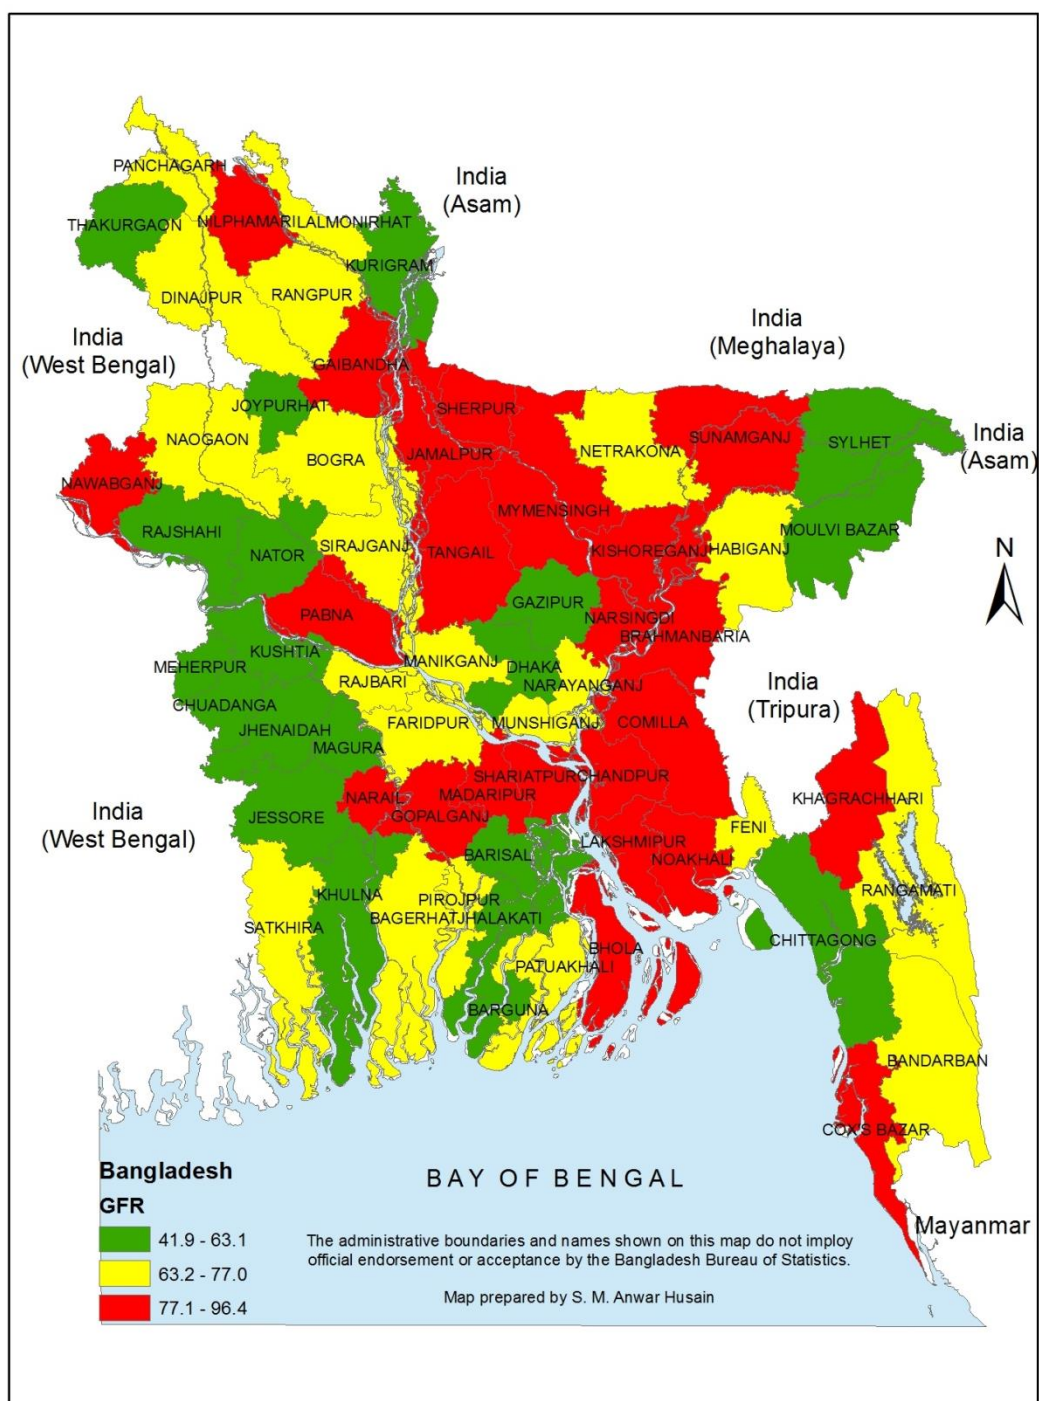 PANCHAGARH
India
(Asam)
THAKURGAON
NILPHAMARI
LALMONIRHAT
KURIGRAM
DINAJPUR
RANGPUR
India
(West Bengal)
India
(Meghalaya)
GAIBANDHA
JOYPURHAT
SHERPUR
NAOGAON
BOGRA
JAMALPUR
NETRAKONA
SUNAMGANJ
SYLHET
India
(Asam)
NAWABGANJ
MYMENSINGH
RAJSHAHI
NATOR
SIRAJGANJ
TANGAIL
KISHOREGANJ
HABIGANJ
MOULVI BAZAR
N
PABNA
GAZIPUR
NARSINGDI
BRAHMANBARIA
KUSHTIA
MEHERPUR
MANIKGANJ
DHAKA
RAJBARI
NARAYANGANJ
CHUADANGA
India
(Tripura)
JHENAIDAH
MAGURA
FARIDPUR
MUNSHIGANJ
COMILLA
SHARIATPUR
CHANDPUR
MADARIPUR
NARAIL
GOPALGANJ
KHAGRACHHARI
India
(West Bengal)
JESSORE
FENI
LAKSHMIPUR
BARISAL
NOAKHALI
KHULNA
PIROJPUR
RANGAMATI
SATKHIRA
BAGERHAT
JHALAKATI
CHITTAGONG
BHOLA
PATUAKHALI
BARGUNA
BANDARBAN
COX'S BAZAR
Bangladesh
GFR
41.9 - 63.1
63.2 - 77.0
77.1 - 96.4
BAY OF BENGAL
Mayanmar
The administrative boundaries and names shown on this map do not imploy
official endorsement or acceptance by the Bangladesh Bureau of Statistics.
Map prepared by S. M. Anwar Husain